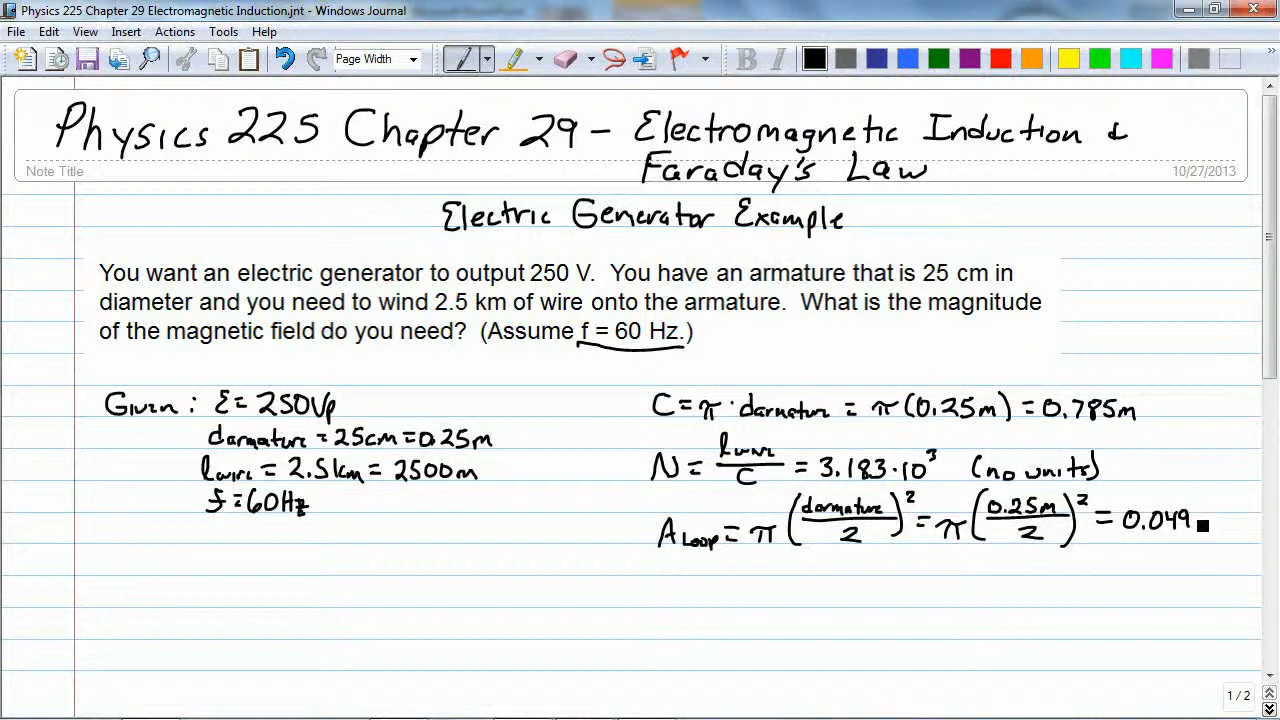 Physics 225 Chapter 29 Electromagnetic Induction.jnt - Windows Journal
File Edit View Insert Actions Tools Help
Page Width B I
Physics 225 Chapter 29 - Electromagnetic Induction &
Faraday's Law
Note Title 10/27/2013
Electric Generator Example
You want an electric generator to output 250 V. You have an armature that is 25 cm in
diameter and you need to wind 2.5 km of wire onto the armature. What is the magnitude
of the magnetic field do you need? (Assume f = 60 Hz.)
Given: ε = 250Vp
darmature = 25cm = 0.25m
lwire = 2.5km = 2500m
f = 60Hz
C = π · darmature = π(0.25m) = 0.785m
N = lwire / C = 3.183·10³ (no units)
A Loop = π (darmature / 2)² = π (0.25m / 2)² = 0.049
1 / 2